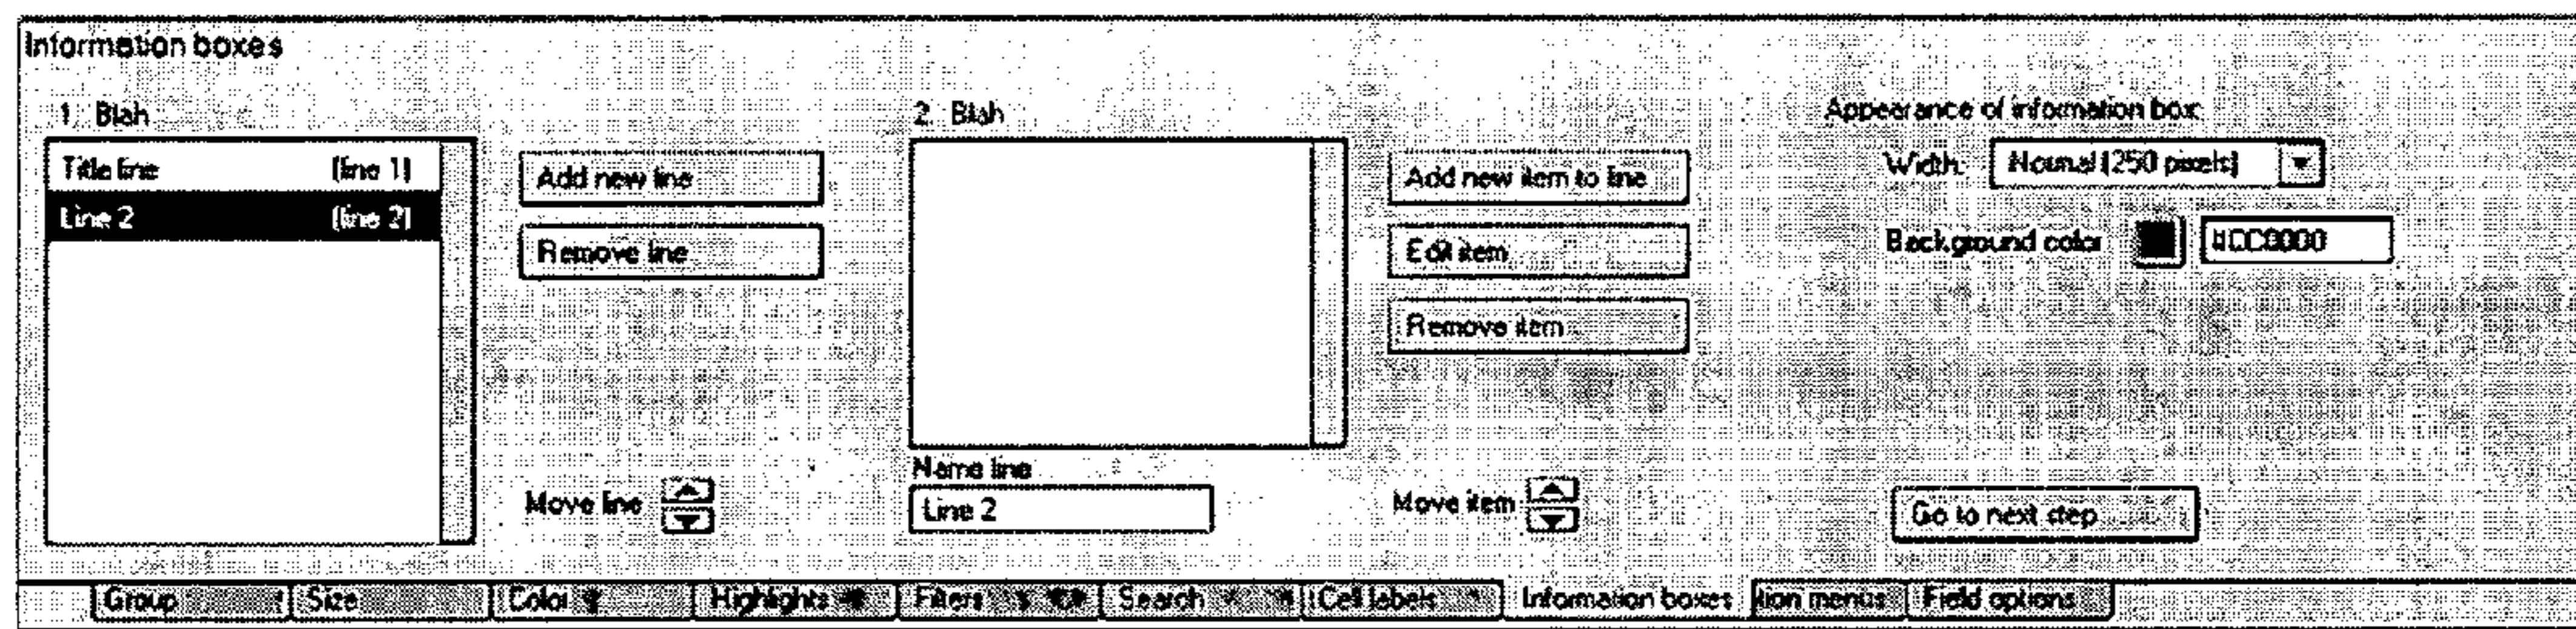 Information boxes
1. Blah
Title line (line 1)
Line 2 (line 2)
Add new line
Remove line
Move line
2. Blah
Name line
Line 2
Add new item to line
Edit item
Remove item
Move item
Appearance of information box:
Width: Normal (250 pixels)
Background color
Go to next step
Group Size Color Highlights Filters Search Cell labels Information boxes tion menus Field options